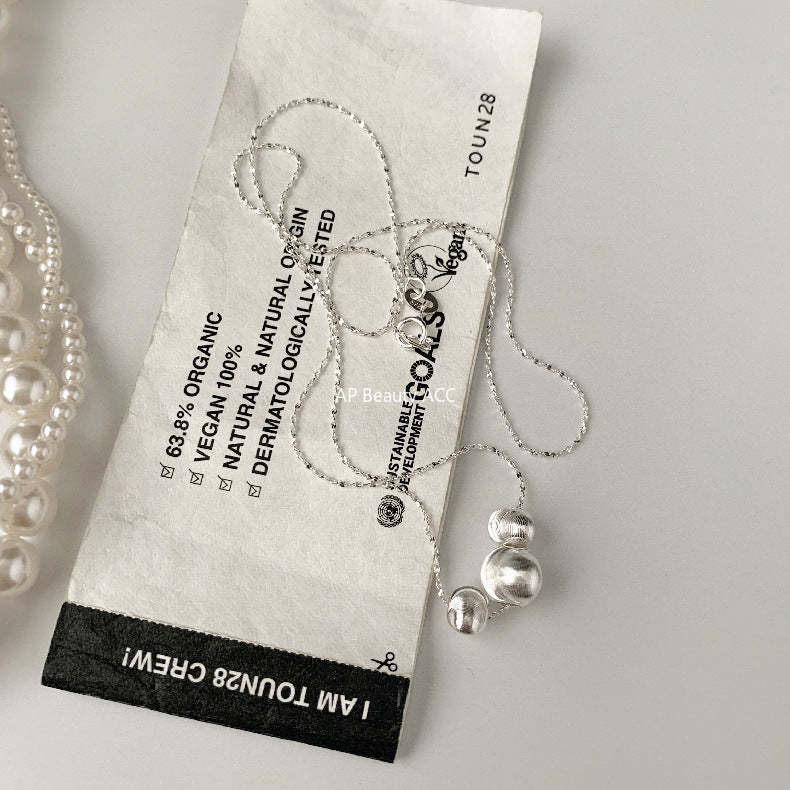 TOUN28
63.8% ORGANIC
VEGAN 100%
NATURAL & NATURAL ORIGIN
DERMATOLOGICALLY TESTED
Vegan
SUSTAINABLE
DEVELOPMENT
GOALS
AP Beauty ACC
I AM TOUN28 CREW!